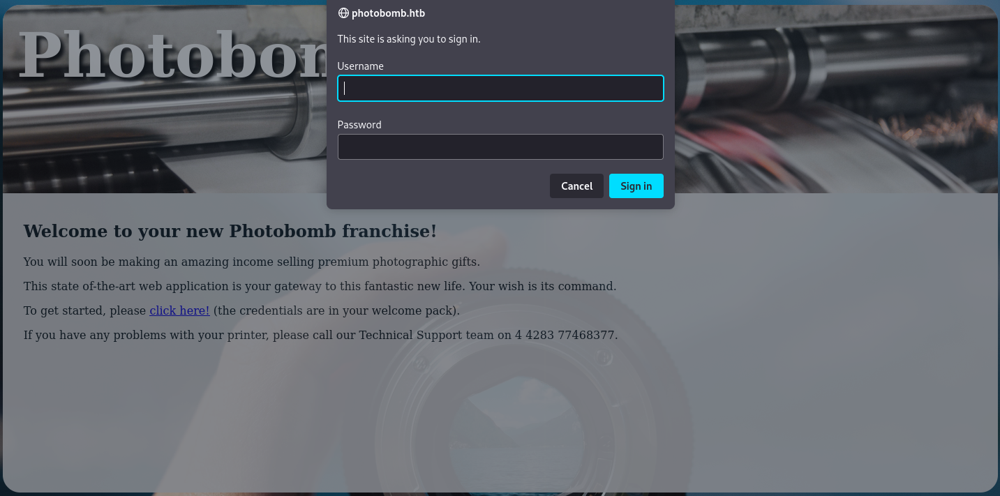 photobomb.htb
This site is asking you to sign in.
Username
Password
Cancel Sign in
Photobom
Welcome to your new Photobomb franchise!
You will soon be making an amazing income selling premium photographic gifts.
This state of-the-art web application is your gateway to this fantastic new life. Your wish is its command.
To get started, please click here! (the credentials are in your welcome pack).
If you have any problems with your printer, please call our Technical Support team on 4 4283 77468377.